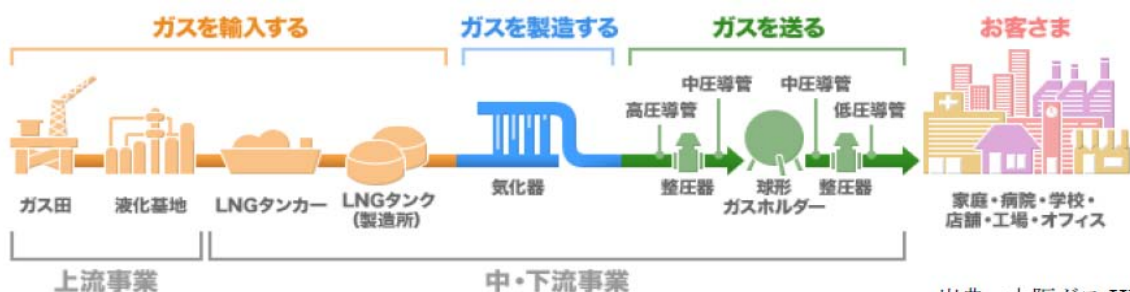 ガスを輸入する
ガスを製造する
ガスを送る
お客さま
中圧導管
中圧導管
高圧導管
低圧導管
ガス田
液化基地
LNGタンカー
LNGタンク
(製造所)
気化器
整圧器
球形
ガスホルダー
整圧器
家庭・病院・学校・
店舗・工場・オフィス
上流事業
中・下流事業